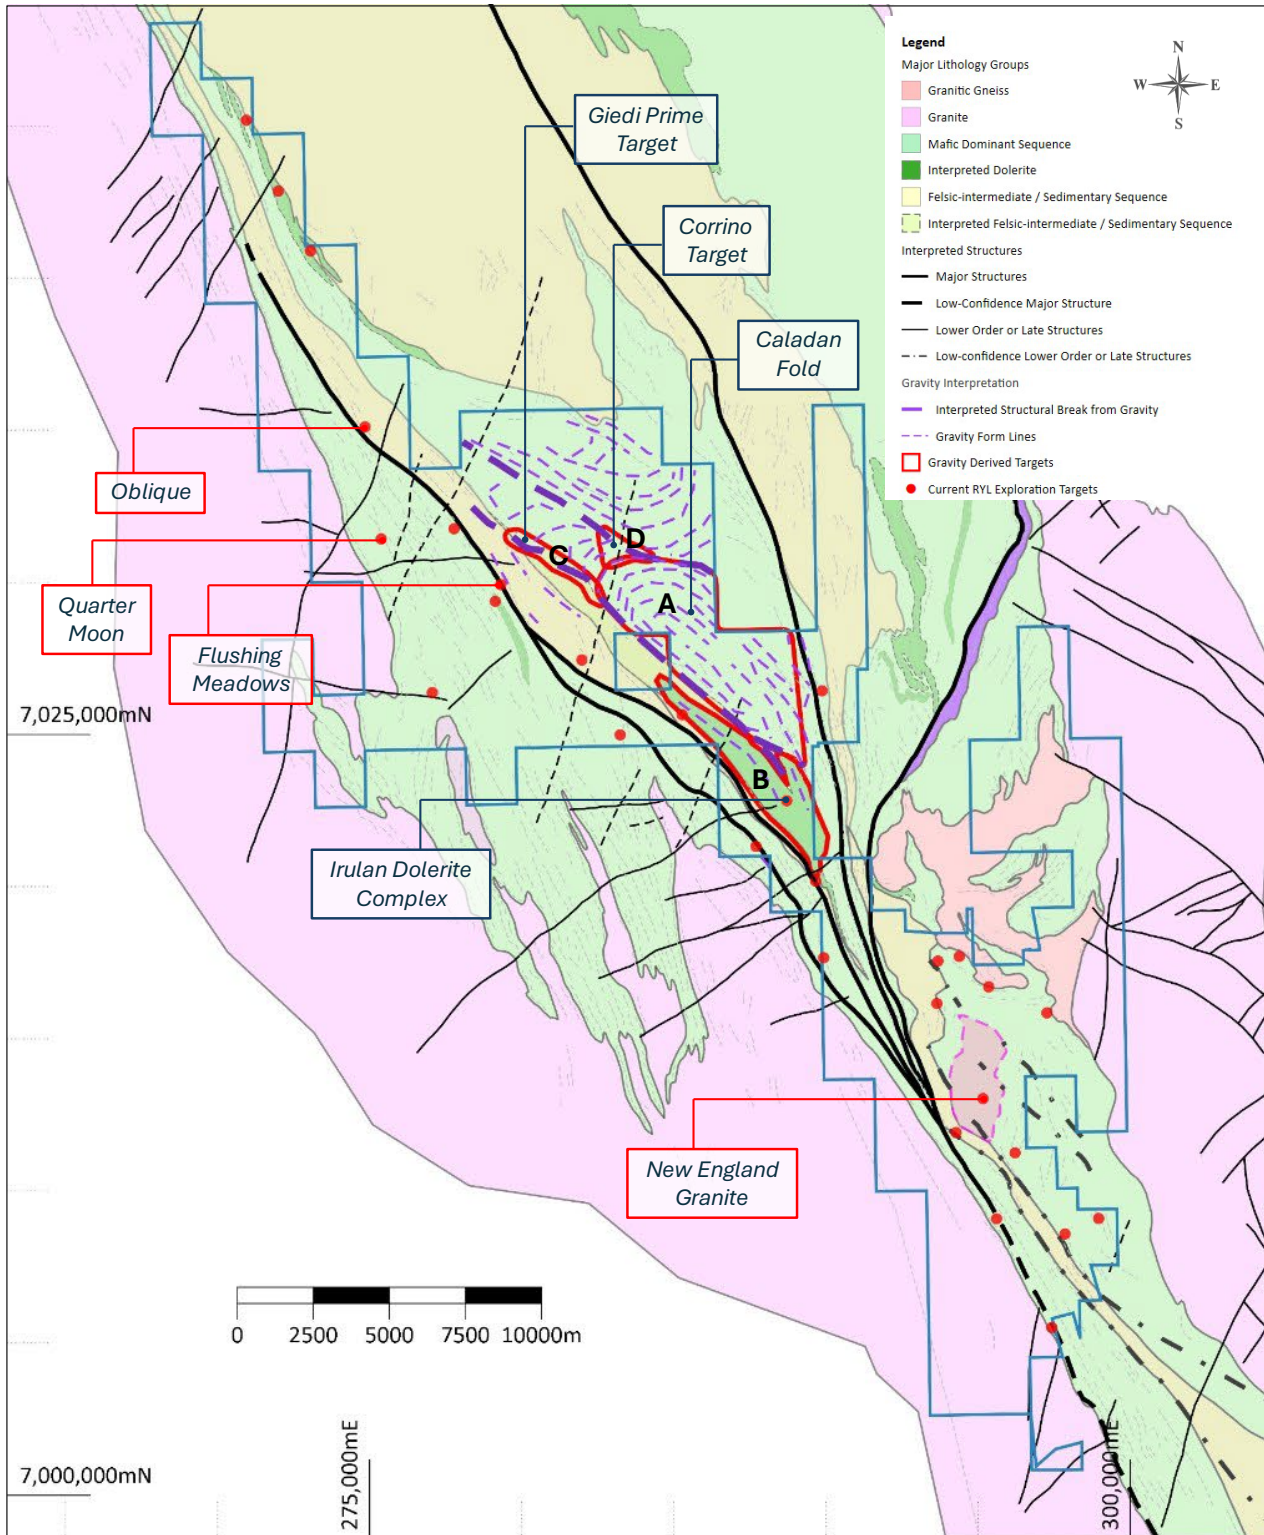 Legend
Major Lithology Groups
Granitic Gneiss
Granite
Mafic Dominant Sequence
Interpreted Dolerite
Felsic-intermediate / Sedimentary Sequence
Interpreted Felsic-intermediate / Sedimentary Sequence
Interpreted Structures
Major Structures
Low-Confidence Major Structure
Lower Order or Late Structures
Low-confidence Lower Order or Late Structures
Gravity Interpretation
Interpreted Structural Break from Gravity
Gravity Form Lines
Gravity Derived Targets
Current RYL Exploration Targets
N
W E
S
Giedi Prime
Target
Corrino
Target
Caladan
Fold
Oblique
Quarter
Moon
Flushing
Meadows
C
D
A
B
7,025,000mN
Irulan Dolerite
Complex
New England
Granite
0 2500 5000 7500 10000m
7,000,000mN
275,000mE
300,000mE